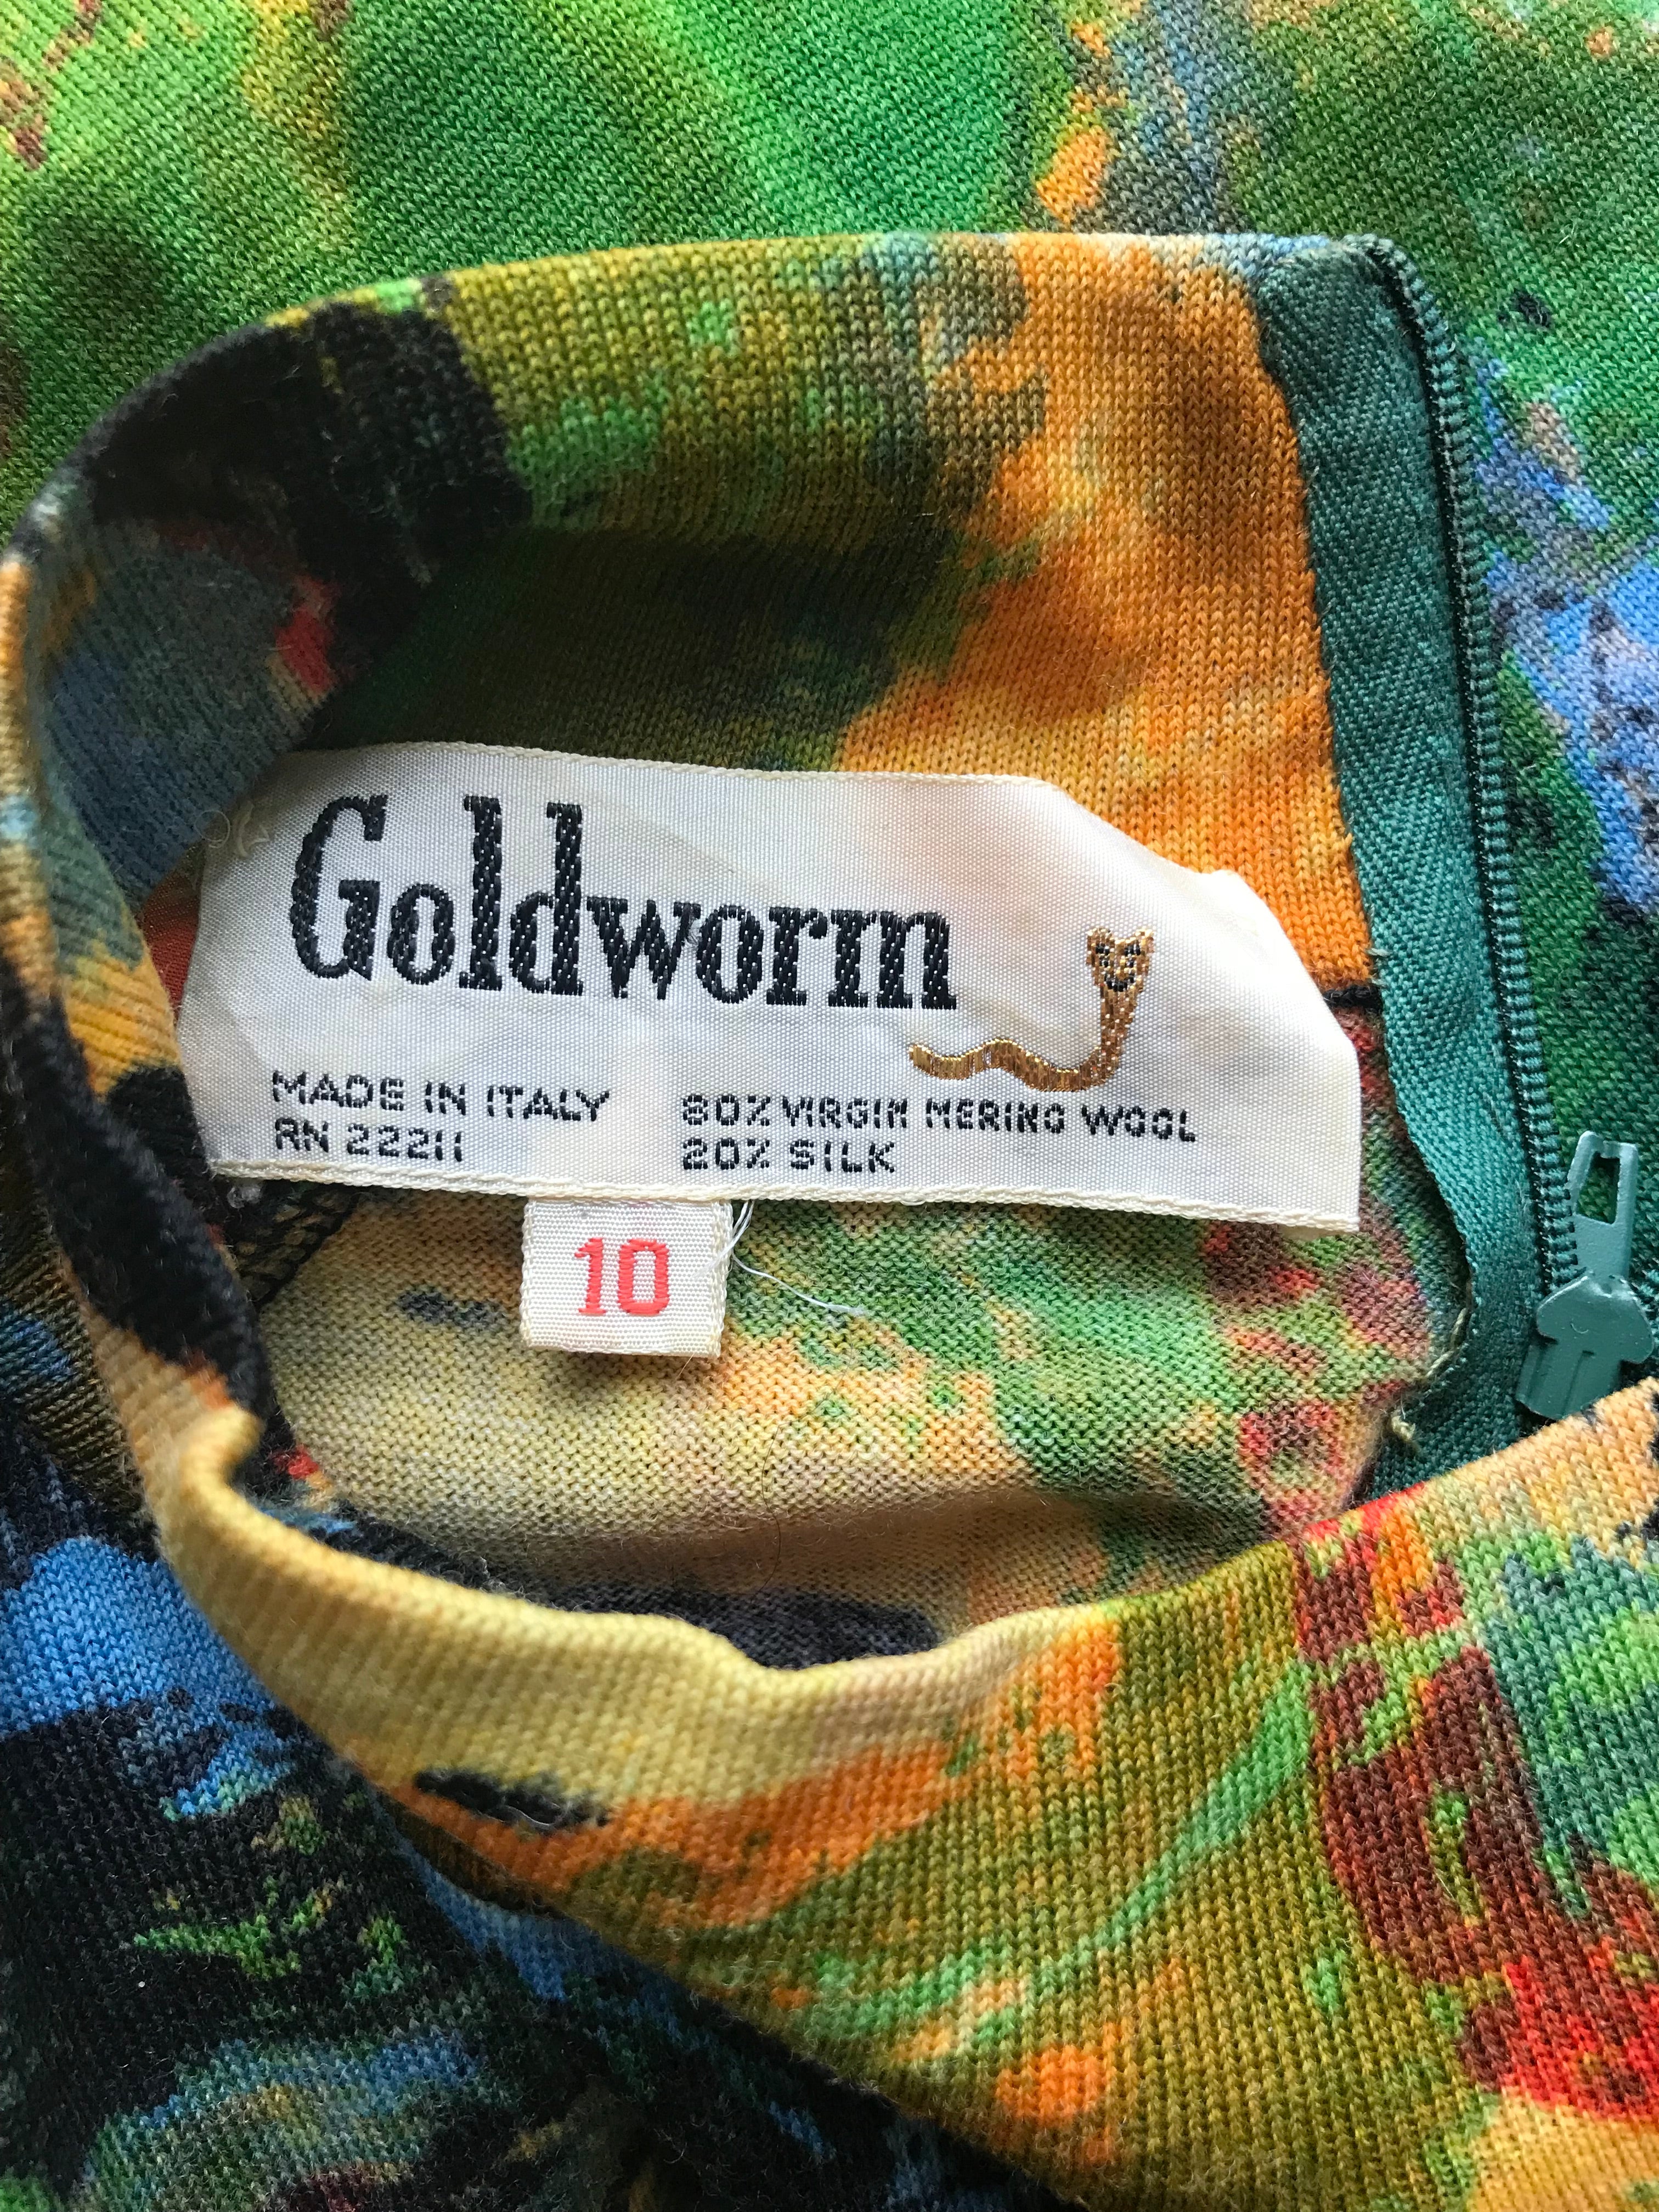 Goldworm
MADE IN ITALY
RN 22211
80% VIRGIN MERINO WOOL
20% SILK
10